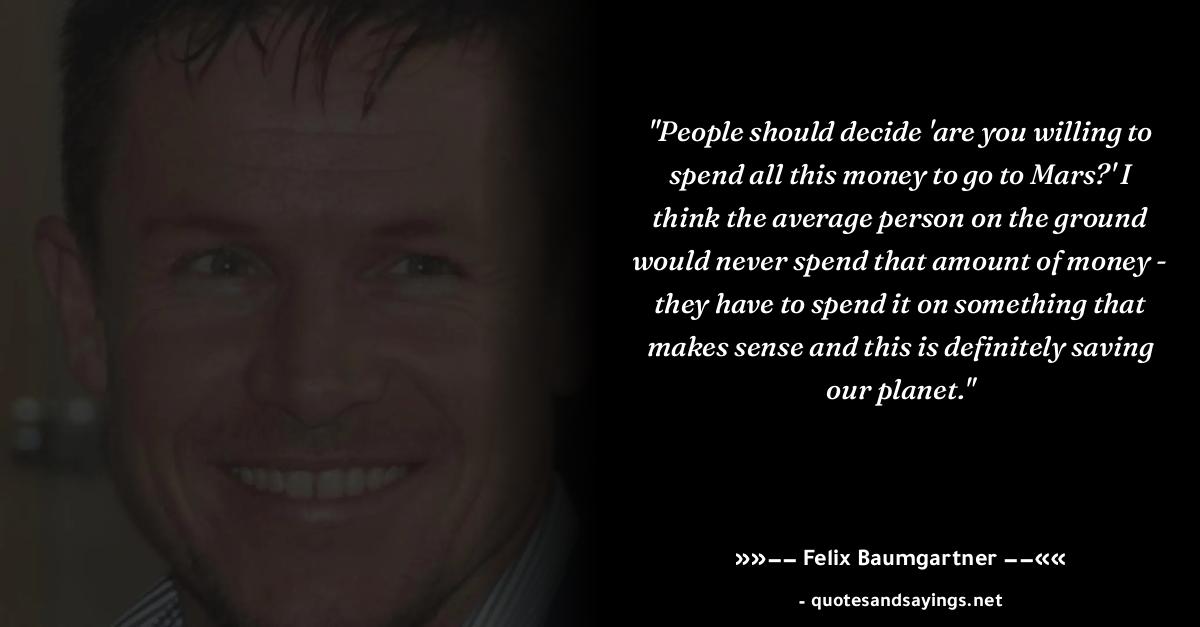 "People should decide 'are you willing to
spend all this money to go to Mars?' I
think the average person on the ground
would never spend that amount of money -
they have to spend it on something that
makes sense and this is definitely saving
our planet."
»»−− Felix Baumgartner −−««
- quotesandsayings.net